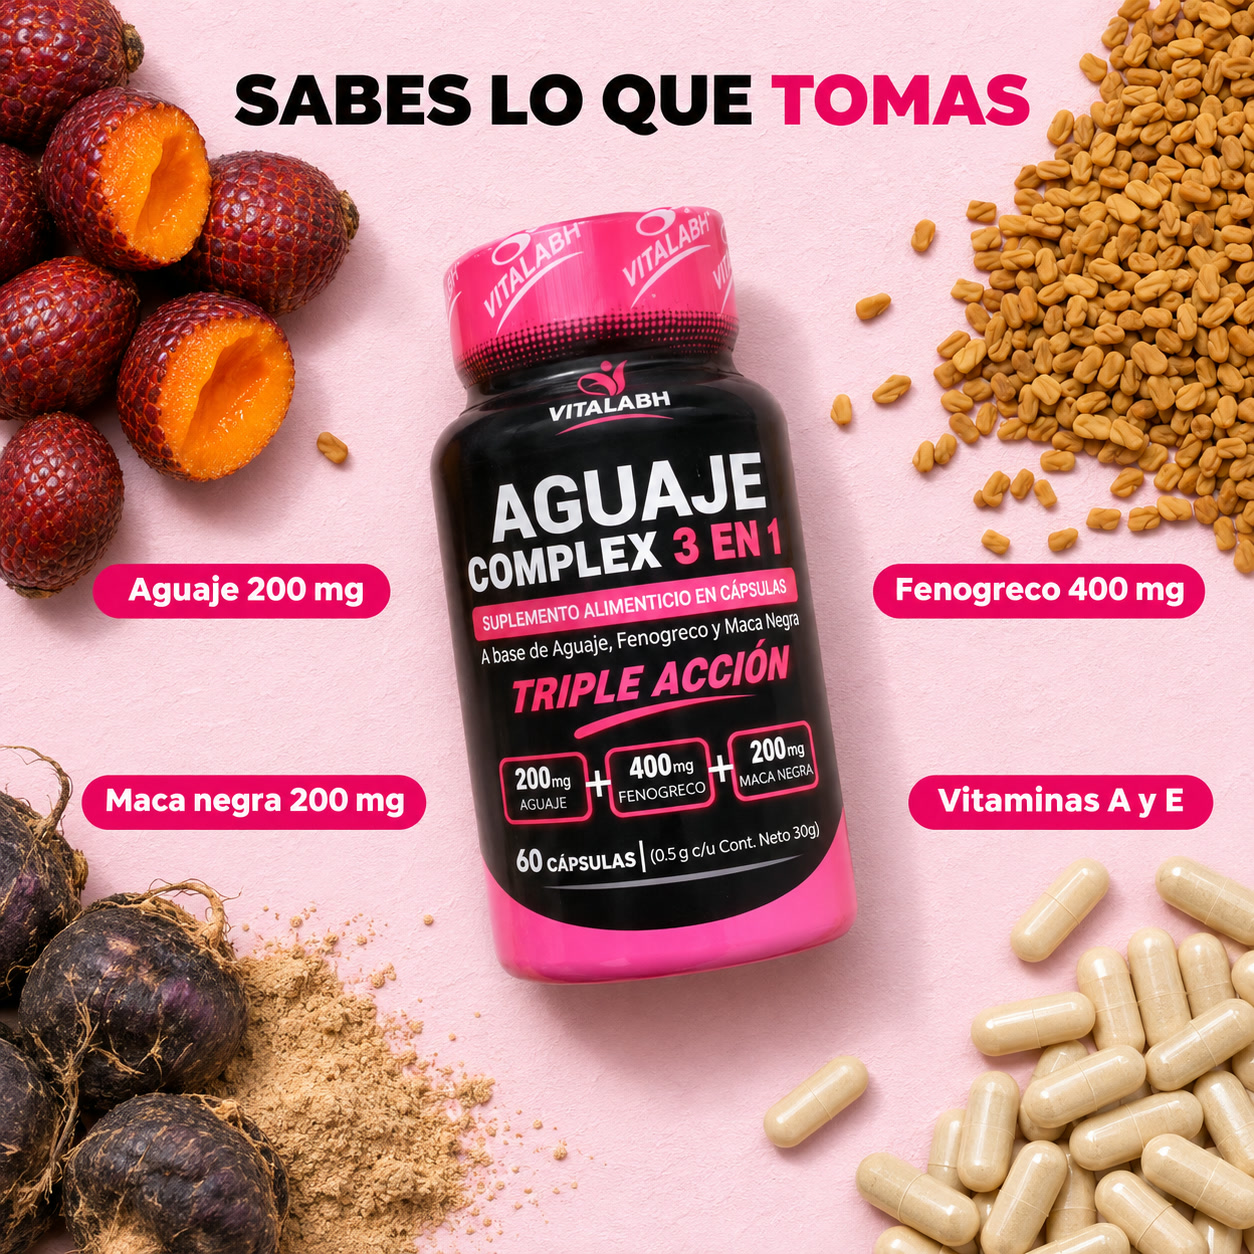 SABES LO QUE TOMAS
VITALABH
VITALABH
VITALABH
AGUAJE
COMPLEX 3 EN 1
SUPLEMENTO ALIMENTICIO EN CÁPSULAS
A base de Aguaje, Fenogreco y Maca Negra
TRIPLE ACCIÓN
200mg + 400mg + 200mg
AGUAJE FENOGRECO MACA NEGRA
60 CÁPSULAS | (0.5 g c/u Cont. Neto 30g)
Aguaje 200 mg
Fenogreco 400 mg
Maca negra 200 mg
Vitaminas A y E